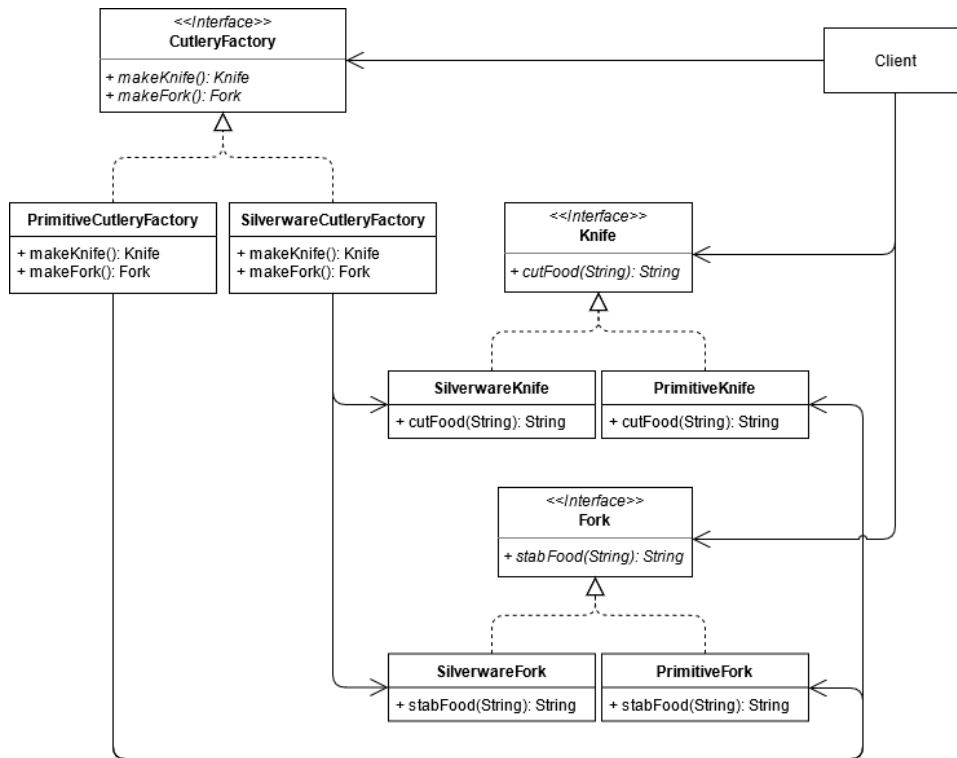 <<Interface>>
CutleryFactory
+ makeKnife(): Knife
+ makeFork(): Fork
Client
PrimitiveCutleryFactory
+ makeKnife(): Knife
+ makeFork(): Fork
SilverwareCutleryFactory
+ makeKnife(): Knife
+ makeFork(): Fork
<<Interface>>
Knife
+ cutFood(String): String
SilverwareKnife
+ cutFood(String): String
PrimitiveKnife
+ cutFood(String): String
<<Interface>>
Fork
+ stabFood(String): String
SilverwareFork
+ stabFood(String): String
PrimitiveFork
+ stabFood(String): String